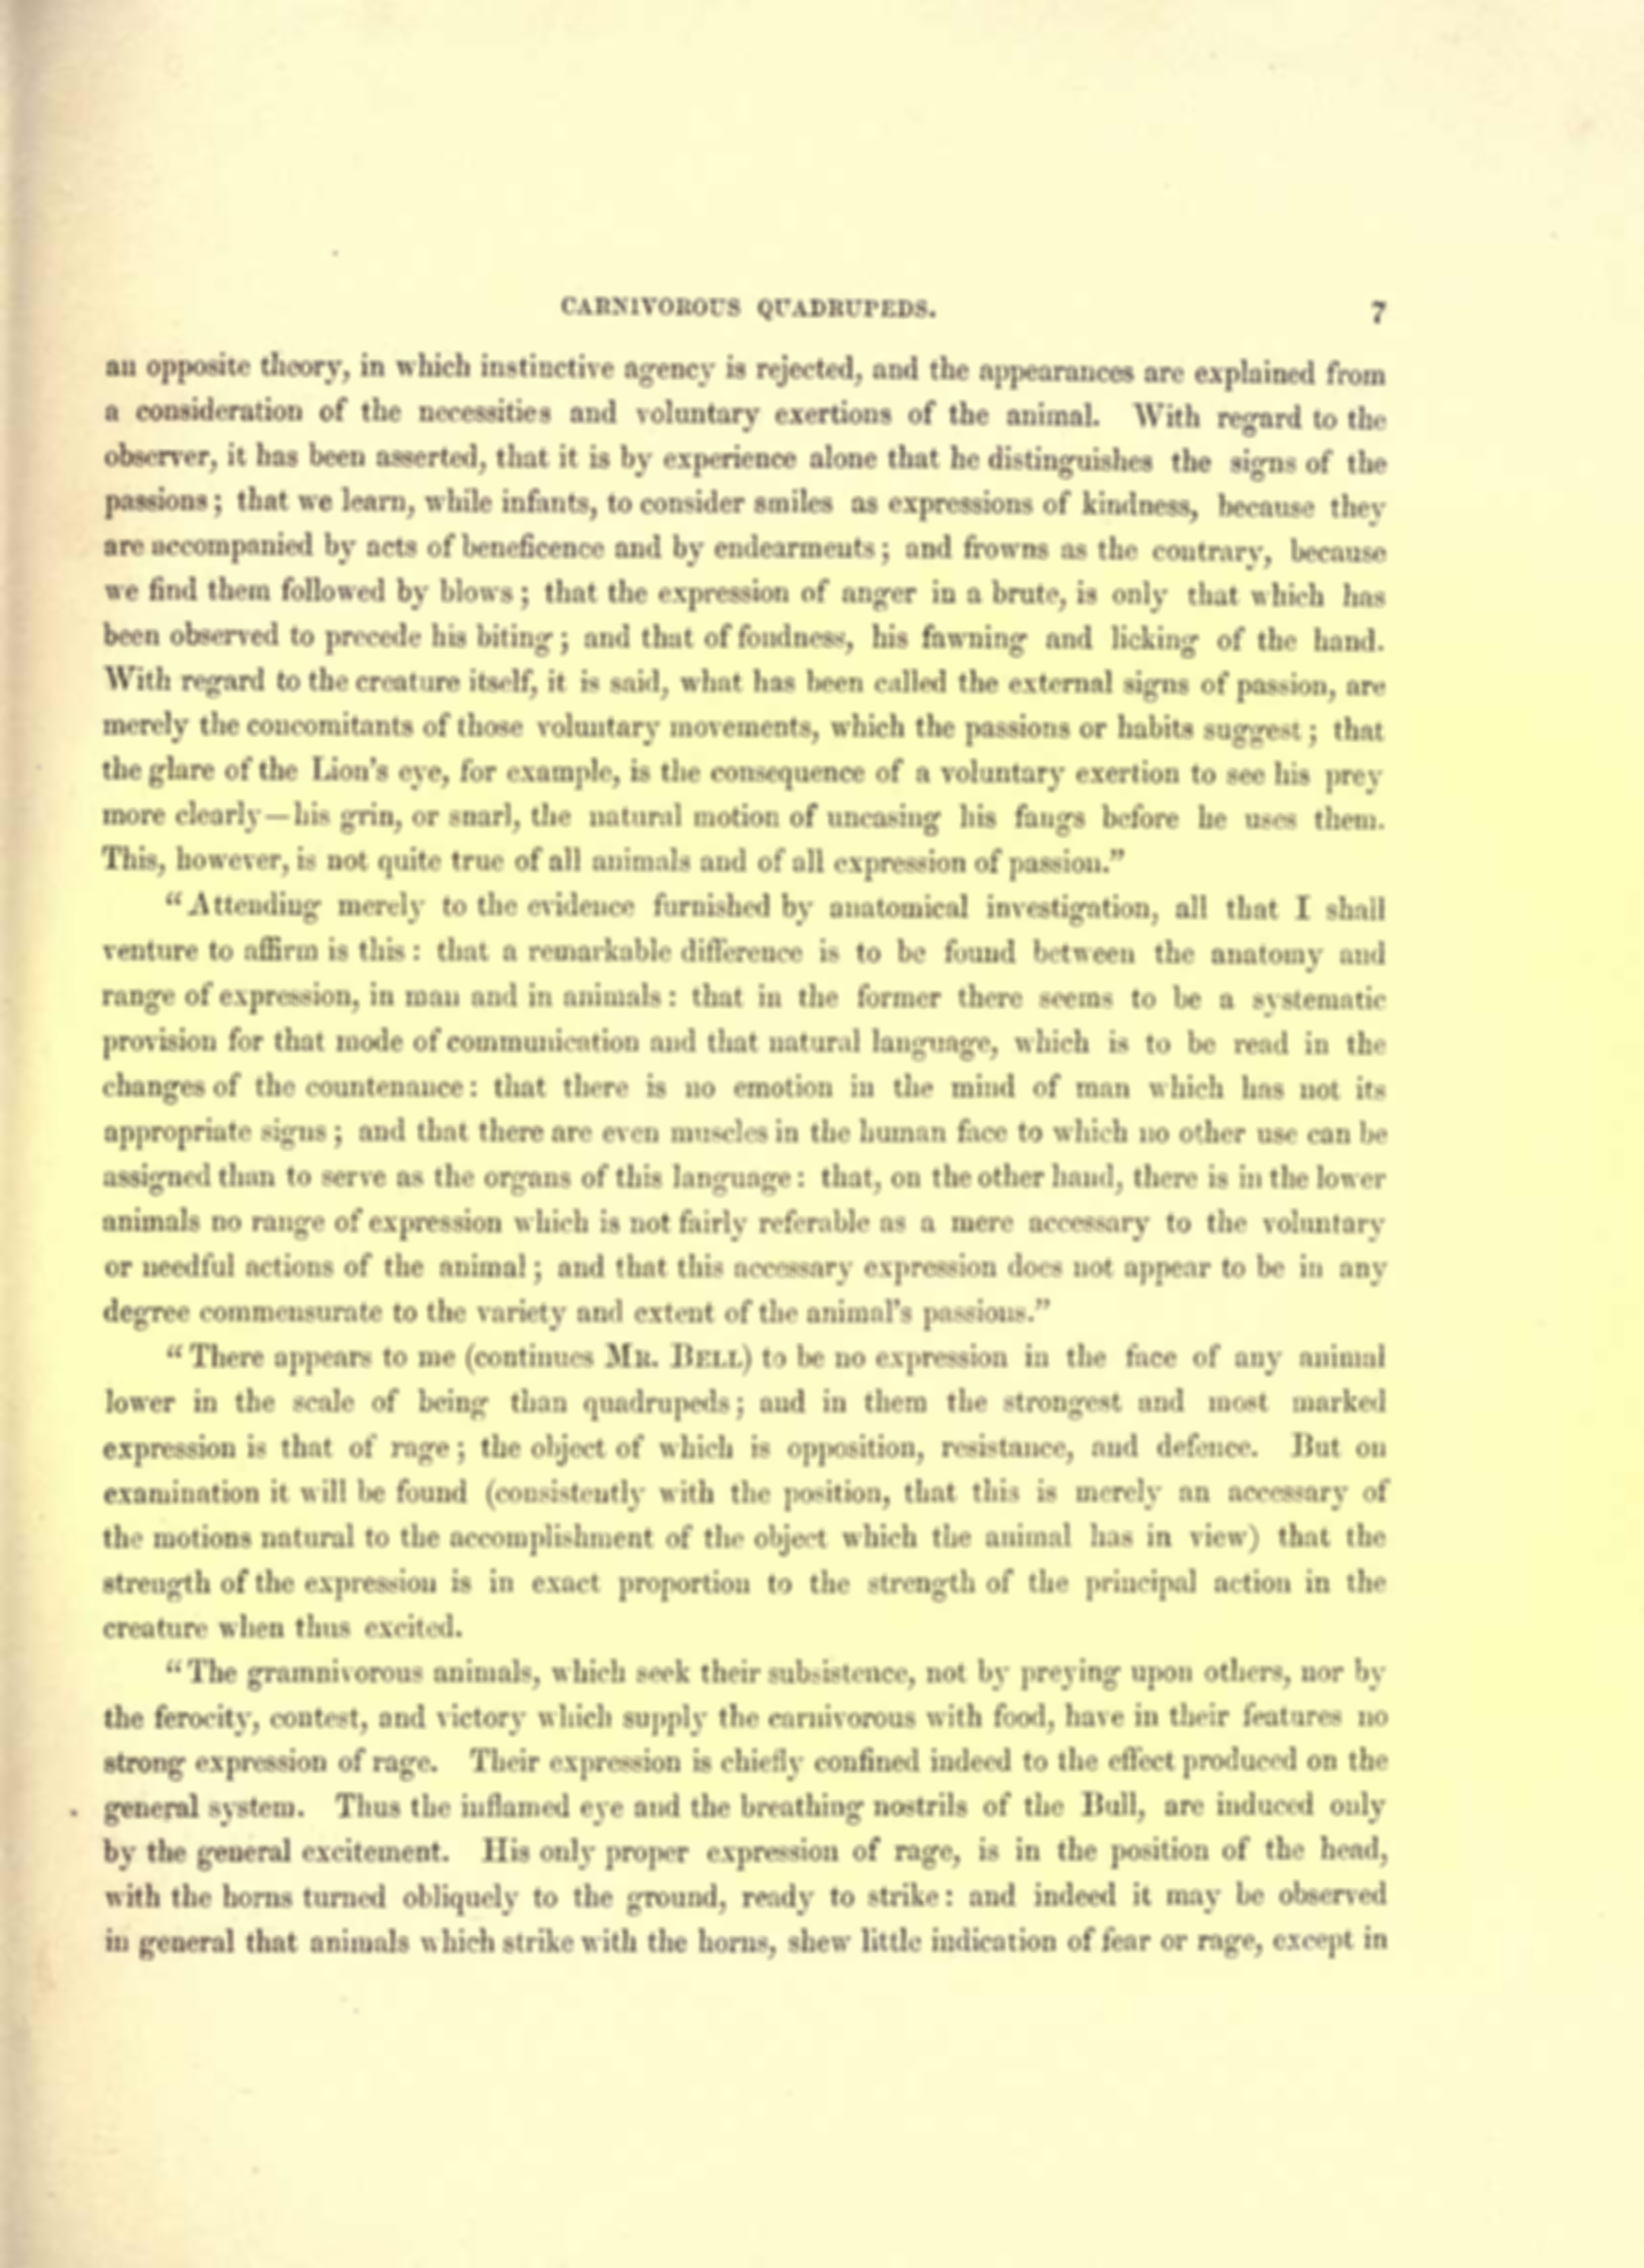 CARNIVOROUS QUADRUPEDS. 7
an opposite theory, in which instinctive agency is rejected, and the appearances are explained from
a consideration of the necessities and voluntary exertions of the animal. With regard to the
observer, it has been asserted, that it is by experience alone that he distinguishes the signs of the
passions; that we learn, while infants, to consider smiles as expressions of kindness, because they
are accompanied by acts of beneficence and by endearments; and frowns as the contrary, because
we find them followed by blows; that the expression of anger in a brute, is only that which has
been observed to precede his biting; and that of fondness, his fawning and licking of the hand.
With regard to the creature itself, it is said, what has been called the external signs of passion, are
merely the concomitants of those voluntary movements, which the passions or habits suggest; that
the glare of the Lion's eye, for example, is the consequence of a voluntary exertion to see his prey
more clearly—his grin, or snarl, the natural motion of uncasing his fangs before he uses them.
This, however, is not quite true of all animals and of all expression of passion.”
“Attending merely to the evidence furnished by anatomical investigation, all that I shall
venture to affirm is this: that a remarkable difference is to be found between the anatomy and
range of expression, in man and in animals: that in the former there seems to be a systematic
provision for that mode of communication and that natural language, which is to be read in the
changes of the countenance: that there is no emotion in the mind of man which has not its
appropriate signs; and that there are even muscles in the human face to which no other use can be
assigned than to serve as the organs of this language: that, on the other hand, there is in the lower
animals no range of expression which is not fairly referable as a mere accessary to the voluntary
or needful actions of the animal; and that this accessary expression does not appear to be in any
degree commensurate to the variety and extent of the animal's passions.”
“There appears to me (continues MR. BELL) to be no expression in the face of any animal
lower in the scale of being than quadrupeds; and in them the strongest and most marked
expression is that of rage; the object of which is opposition, resistance, and defence. But on
examination it will be found (consistently with the position, that this is merely an accessary of
the motions natural to the accomplishment of the object which the animal has in view) that the
strength of the expression is in exact proportion to the strength of the principal action in the
creature when thus excited.
“The gramnivorous animals, which seek their subsistence, not by preying upon others, nor by
the ferocity, contest, and victory which supply the carnivorous with food, have in their features no
strong expression of rage. Their expression is chiefly confined indeed to the effect produced on the
general system. Thus the inflamed eye and the breathing nostrils of the Bull, are induced only
by the general excitement. His only proper expression of rage, is in the position of the head,
with the horns turned obliquely to the ground, ready to strike: and indeed it may be observed
in general that animals which strike with the horns, shew little indication of fear or rage, except in